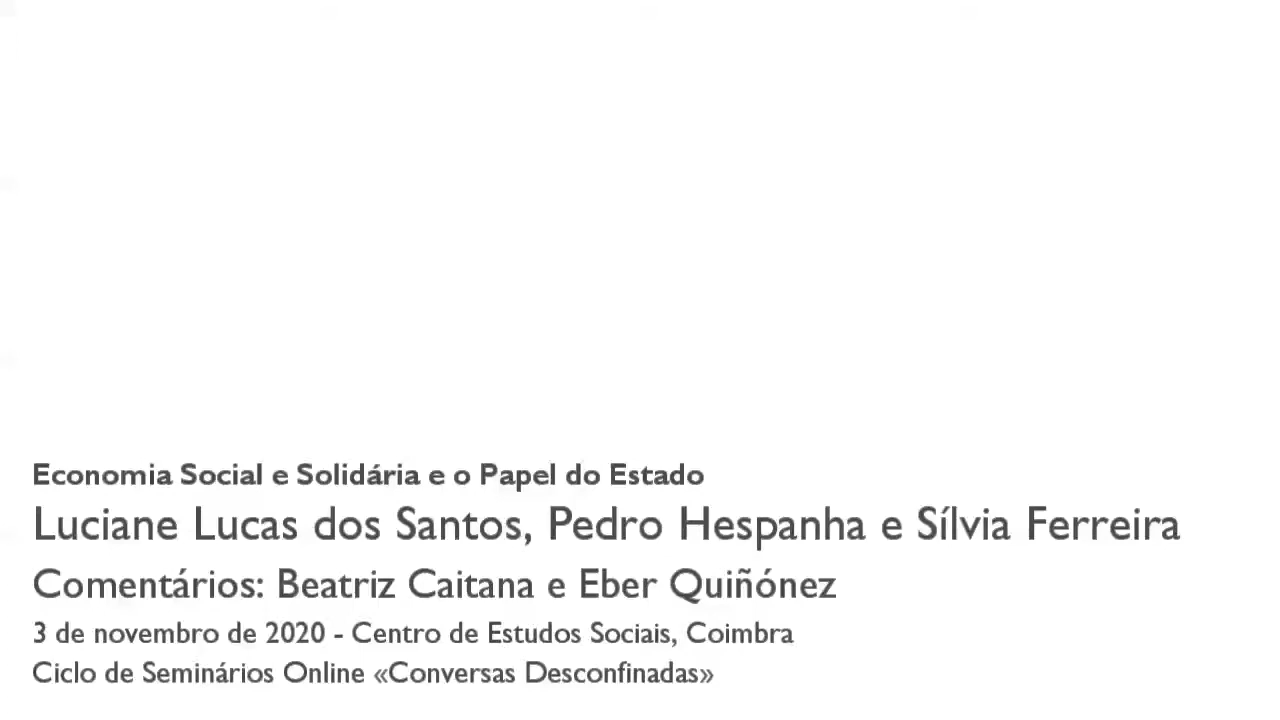 Economia Social e Solidária e o Papel do Estado
Luciane Lucas dos Santos, Pedro Hespanha e Sílvia Ferreira
Comentários: Beatriz Caitana e Eber Quiñónez
3 de novembro de 2020 - Centro de Estudos Sociais, Coimbra
Ciclo de Seminários Online «Conversas Desconfinadas»